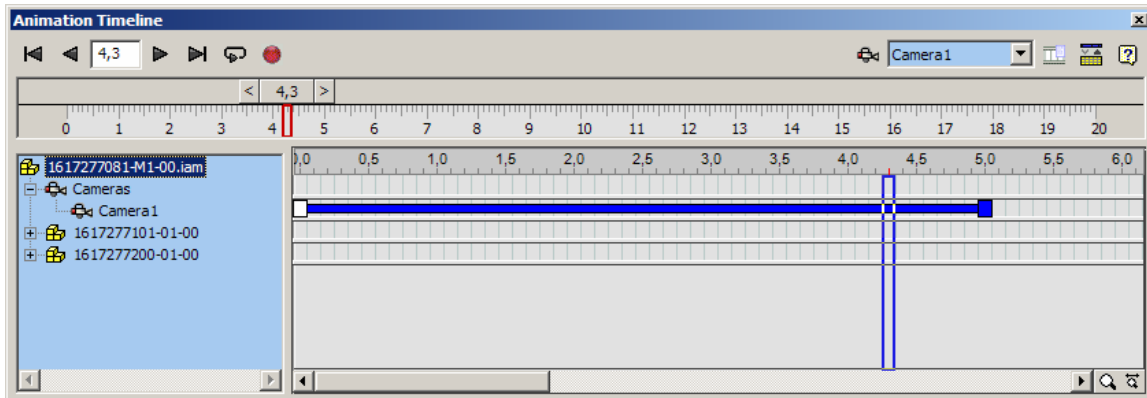 Animation Timeline
4,3
Camera1
< 4,3 >
0 1 2 3 4 5 6 7 8 9 10 11 12 13 14 15 16 17 18 19 20
1617277081-M1-00.iam
0,0 0,5 1,0 1,5 2,0 2,5 3,0 3,5 4,0 4,5 5,0 5,5 6,0
Cameras
Camera1
1617277101-01-00
1617277200-01-00